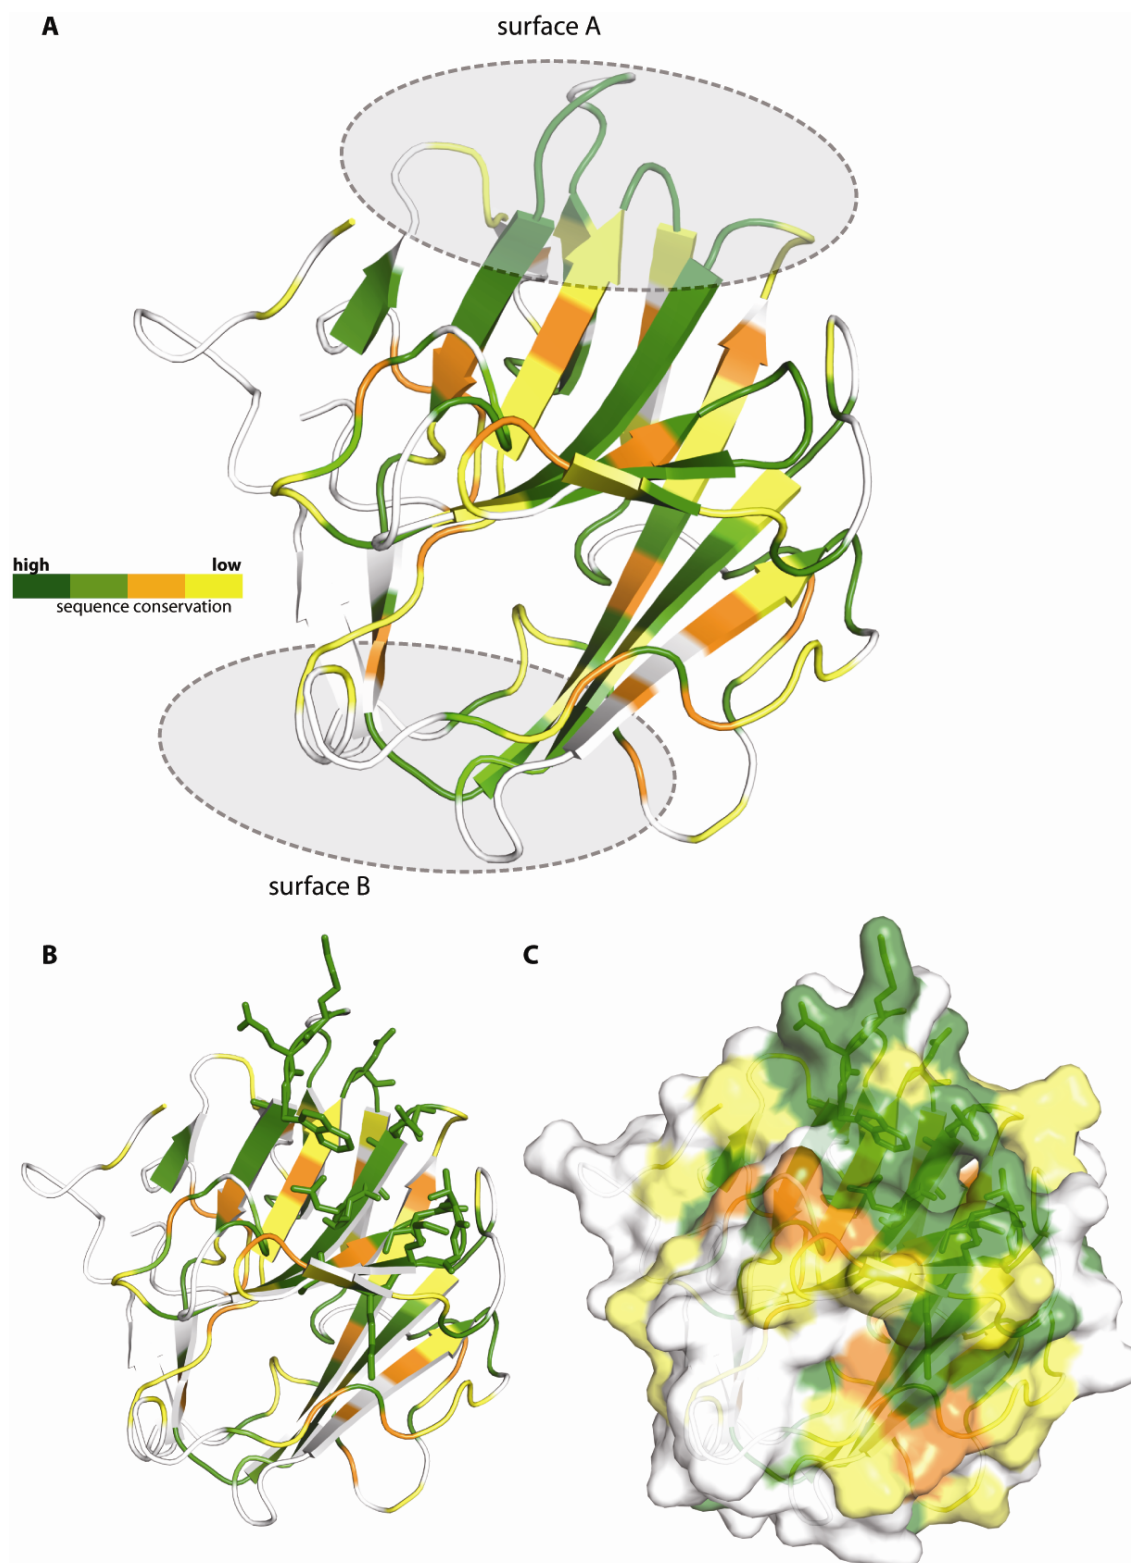 A
surface A
high low
sequence conservation
surface B
B
C